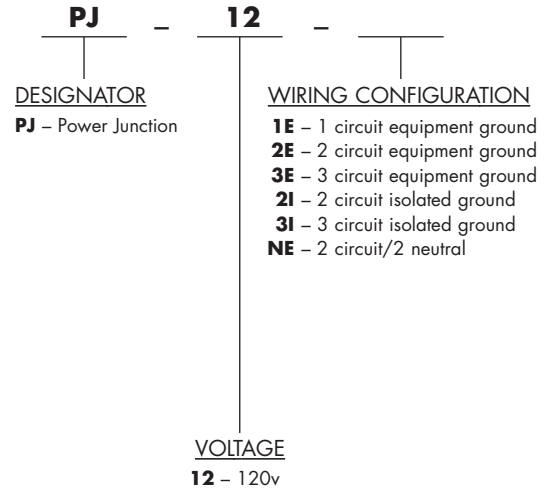 PJ – 12 –
DESIGNATOR
PJ – Power Junction
WIRING CONFIGURATION
1E – 1 circuit equipment ground
2E – 2 circuit equipment ground
3E – 3 circuit equipment ground
2I – 2 circuit isolated ground
3I – 3 circuit isolated ground
NE – 2 circuit/2 neutral
VOLTAGE
12 – 120v